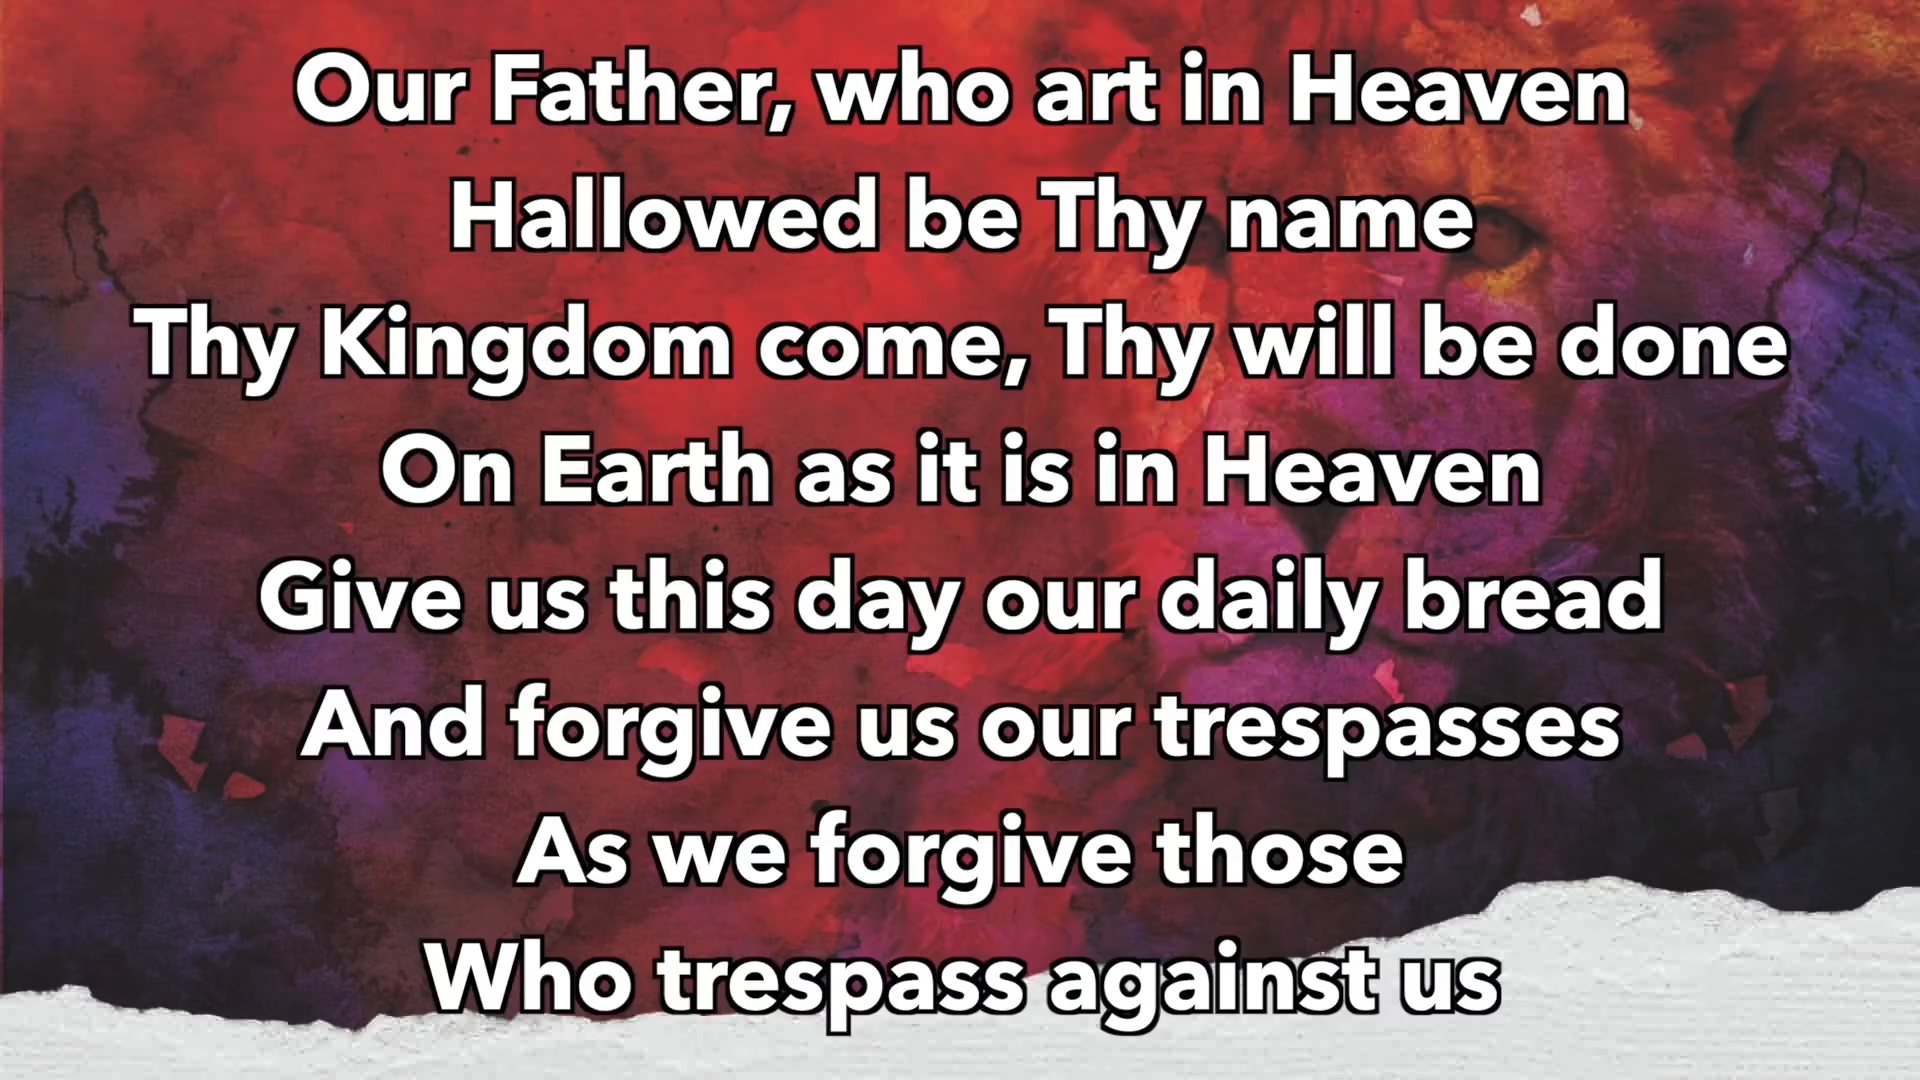 Our Father, who art in Heaven
Hallowed be Thy name
Thy Kingdom come, Thy will be done
On Earth as it is in Heaven
Give us this day our daily bread
And forgive us our trespasses
As we forgive those
Who trespass against us